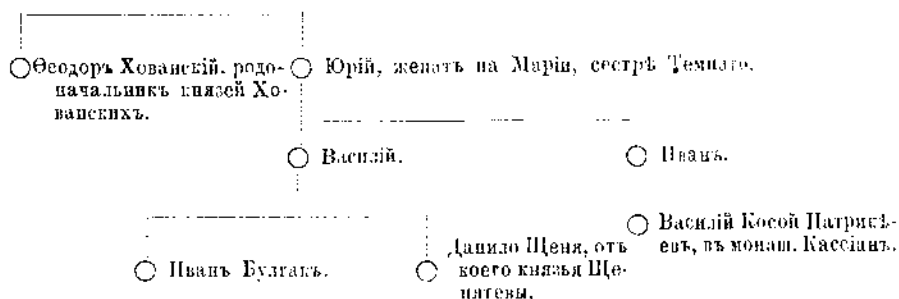 Ѳеодоръ Хованскій, родо-
начальникъ князей Хо-
ванскихъ.
Юрій, женатъ на Маріи, сестрѣ Темнаго.
Василій.
Иванъ.
Василій Косой Патрикѣ-
евъ, въ монаш. Кассіанъ.
Иванъ Булгакъ.
Данило Щеня, отъ
коего князья Ще-
нятевы.